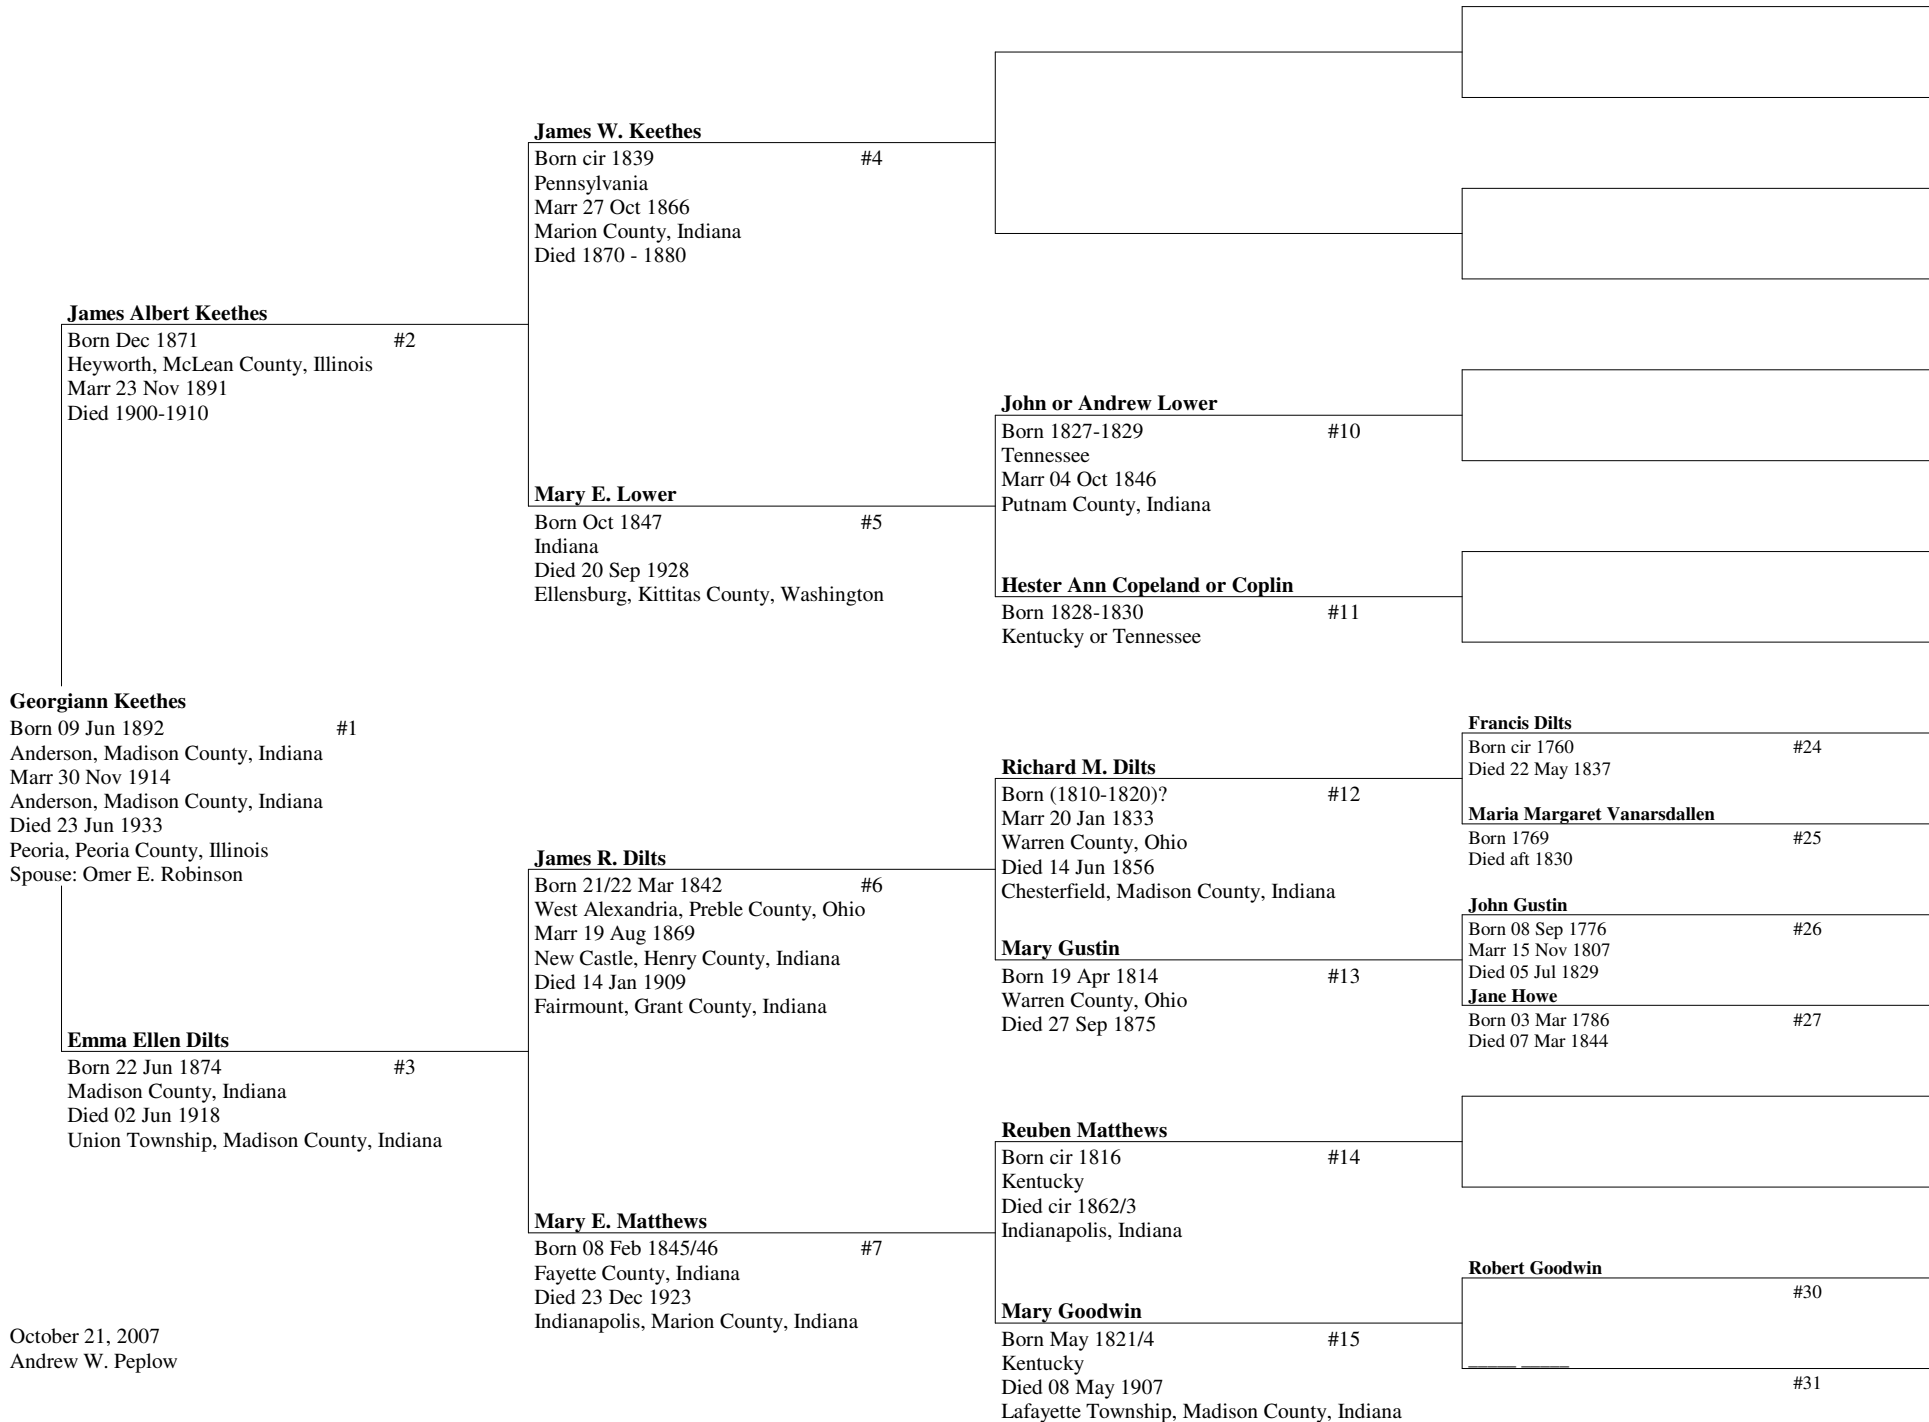 James W. Keethes
Born cir 1839 #4
Pennsylvania
Marr 27 Oct 1866
Marion County, Indiana
Died 1870 - 1880
James Albert Keethes
Born Dec 1871 #2
Heyworth, McLean County, Illinois
Marr 23 Nov 1891
Died 1900-1910
John or Andrew Lower
Born 1827-1829 #10
Tennessee
Marr 04 Oct 1846
Putnam County, Indiana
Mary E. Lower
Born Oct 1847 #5
Indiana
Died 20 Sep 1928
Ellensburg, Kittitas County, Washington
Hester Ann Copeland or Coplin
Born 1828-1830 #11
Kentucky or Tennessee
Georgiann Keethes
Born 09 Jun 1892 #1
Anderson, Madison County, Indiana
Marr 30 Nov 1914
Anderson, Madison County, Indiana
Died 23 Jun 1933
Peoria, Peoria County, Illinois
Spouse: Omer E. Robinson
Francis Dilts
Born cir 1760 #24
Died 22 May 1837
Richard M. Dilts
Born (1810-1820)? #12
Marr 20 Jan 1833
Warren County, Ohio
Died 14 Jun 1856
Chesterfield, Madison County, Indiana
Maria Margaret Vanarsdallen
Born 1769 #25
Died aft 1830
James R. Dilts
Born 21/22 Mar 1842 #6
West Alexandria, Preble County, Ohio
Marr 19 Aug 1869
New Castle, Henry County, Indiana
Died 14 Jan 1909
Fairmount, Grant County, Indiana
John Gustin
Born 08 Sep 1776 #26
Marr 15 Nov 1807
Died 05 Jul 1829
Mary Gustin
Born 19 Apr 1814 #13
Warren County, Ohio
Died 27 Sep 1875
Jane Howe
Born 03 Mar 1786 #27
Died 07 Mar 1844
Emma Ellen Dilts
Born 22 Jun 1874 #3
Madison County, Indiana
Died 02 Jun 1918
Union Township, Madison County, Indiana
Reuben Matthews
Born cir 1816 #14
Kentucky
Died cir 1862/3
Indianapolis, Indiana
Mary E. Matthews
Born 08 Feb 1845/46 #7
Fayette County, Indiana
Died 23 Dec 1923
Indianapolis, Marion County, Indiana
Robert Goodwin
#30
Mary Goodwin
Born May 1821/4 #15
Kentucky
Died 08 May 1907
Lafayette Township, Madison County, Indiana
_____ _____
#31
October 21, 2007
Andrew W. Peplow